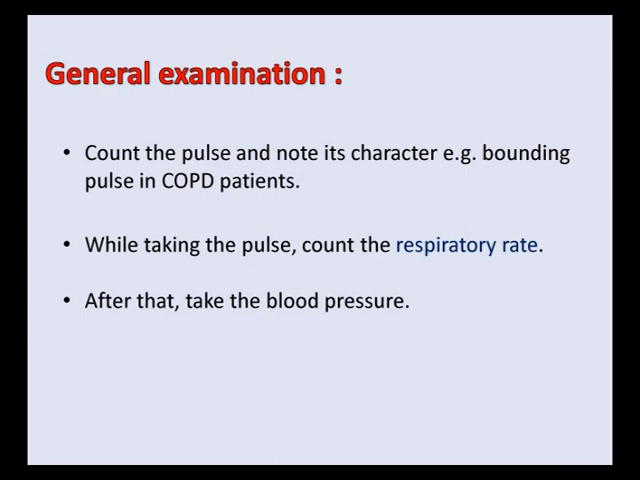 General examination :
• Count the pulse and note its character e.g. bounding
pulse in COPD patients.
• While taking the pulse, count the respiratory rate.
• After that, take the blood pressure.